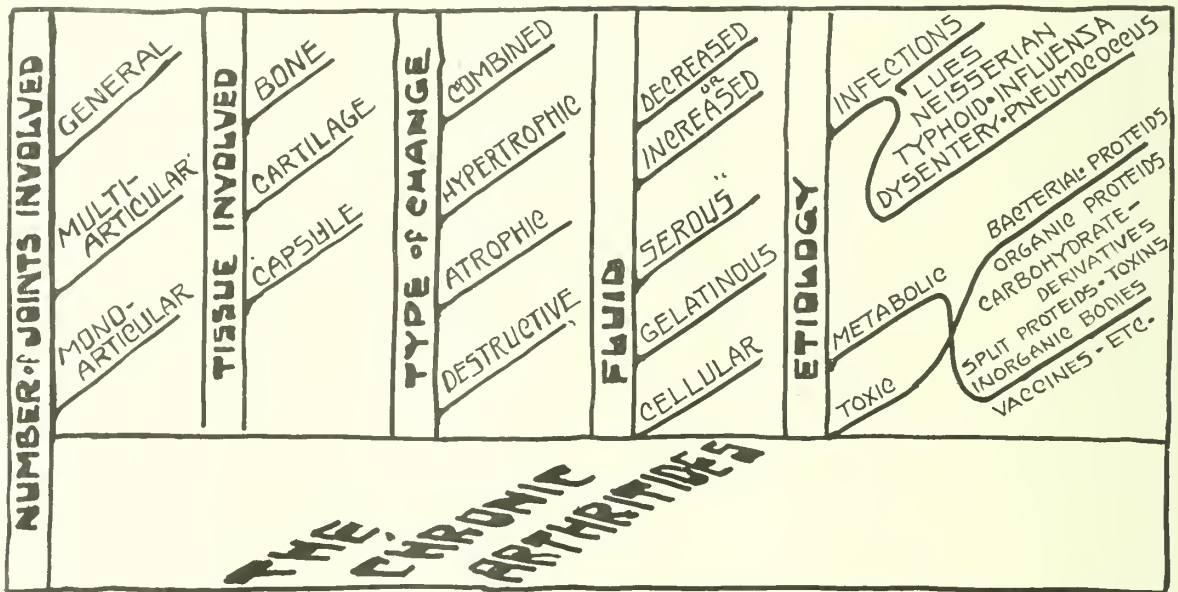 NUMBER of JOINTS INVOLVED
GENERAL
MULTI-
ARTICULAR
MONO-
ARTICULAR
TISSUE INVOLVED
BONE
CARTILAGE
CAPSULE
TYPE of CHANGE
COMBINED
HYPERTROPHIC
ATROPHIC
DESTRUCTIVE
FLUID
DECREASED
OR
INCREASED
SEROUS
GELATINOUS
CELLULAR
ETIOLOGY
INFECTIONS
LUES
NEISSERIAN
TYPHOID • INFLUENSA
DYSENTERY • PNEUMOCOCCUS
METABOLIC
TOXIC
BACTERIAL • PROTEIDS
ORGANIC PROTEIDS
CARBOHYDRATE -
DERIVATIVES
SPLIT PROTEIDS • TOXINS
INORGANIC BODIES
VACCINES - ETC.
THE
CHRONIC
ARTHRITIDES